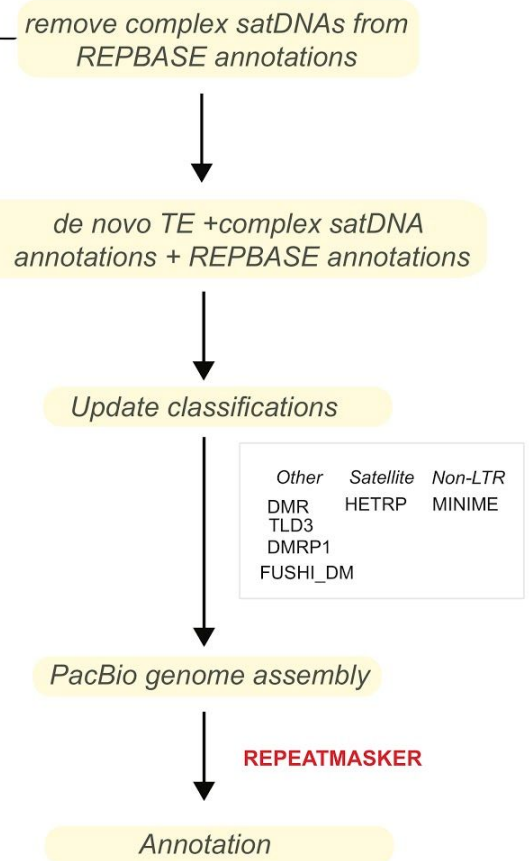 remove complex satDNAs from
REPBASE annotations
de novo TE +complex satDNA
annotations + REPBASE annotations
Update classifications
Other Satellite Non-LTR
DMR HETRP MINIME
TLD3
DMRP1
FUSHI_DM
PacBio genome assembly
REPEATMASKER
Annotation